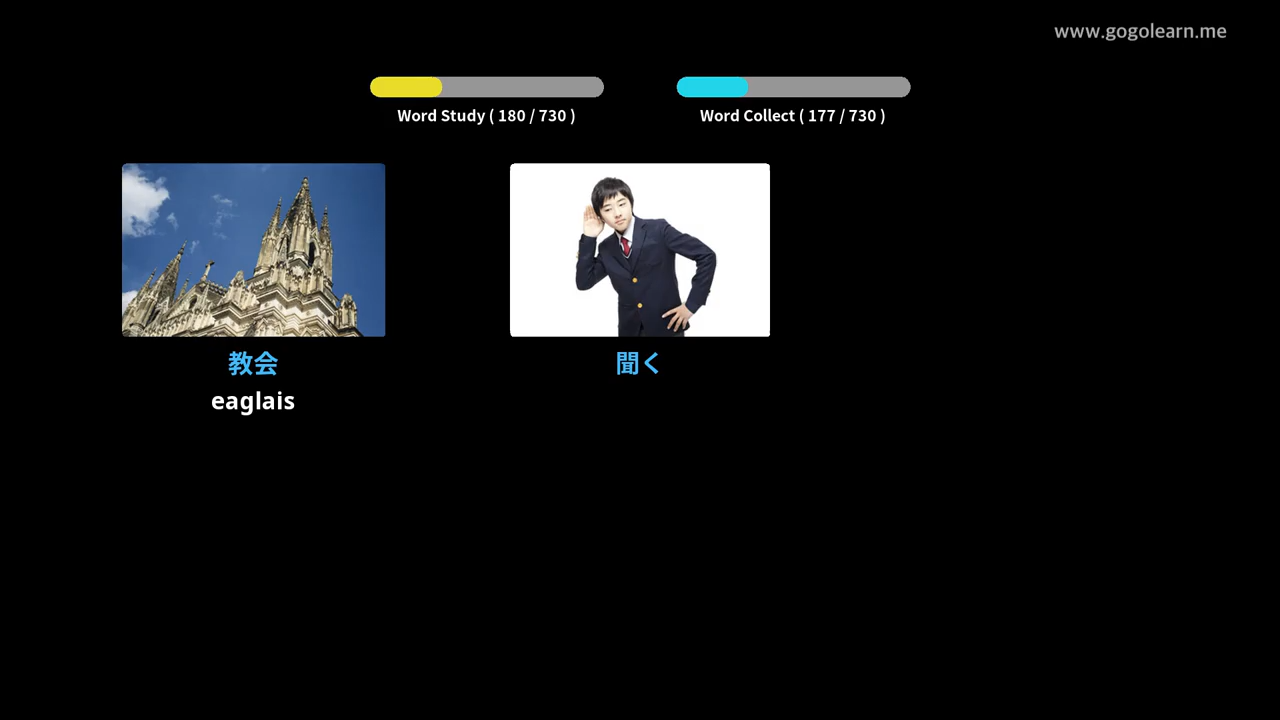 www.gogolearn.me
Word Study ( 180 / 730 )
Word Collect ( 177 / 730 )
教会
eaglais
聞く